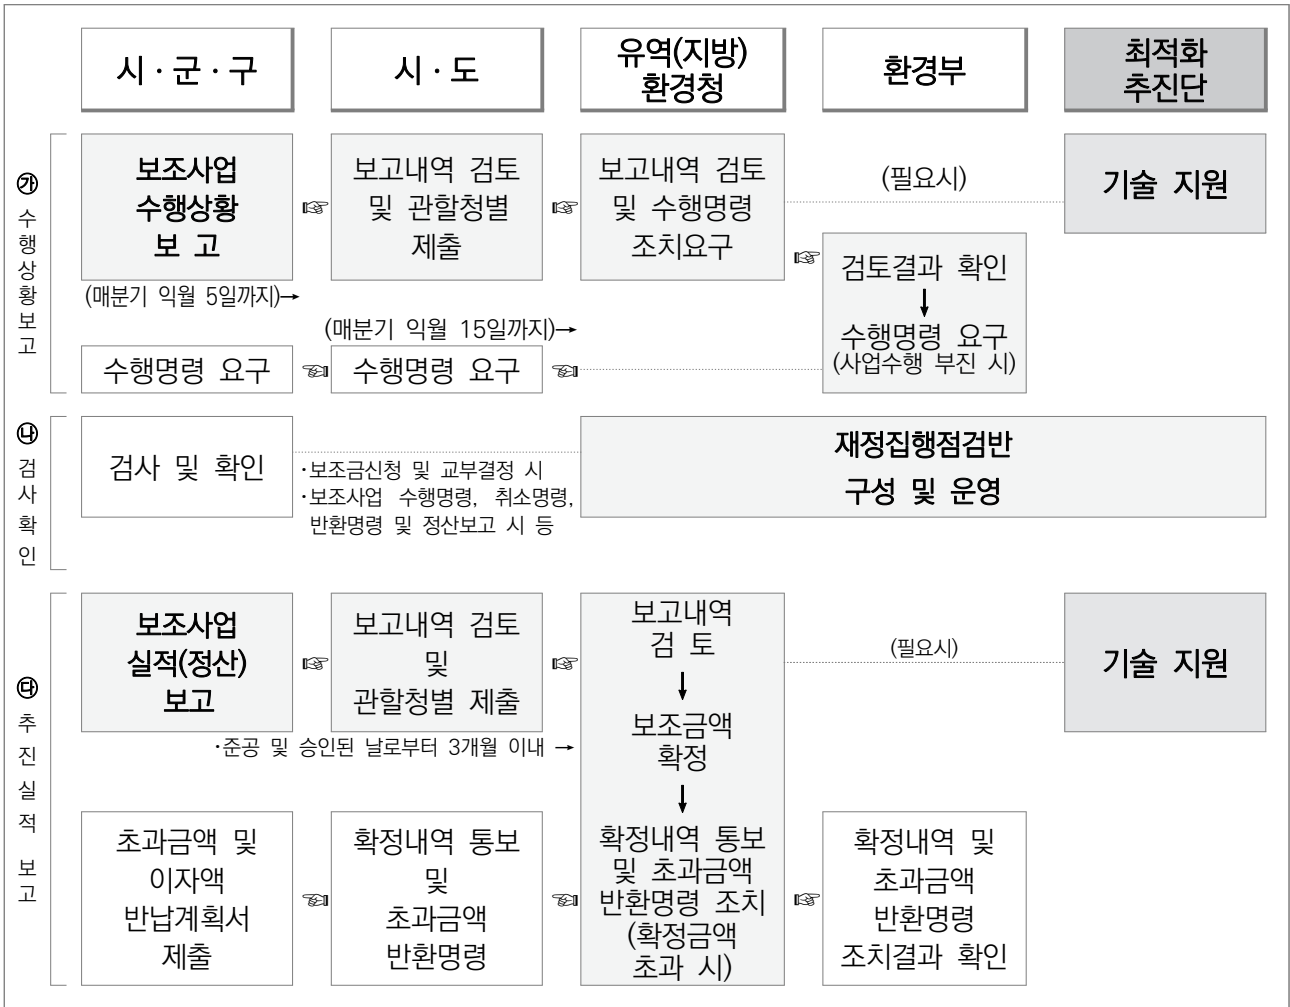 시·군·구
시·도
유역(지방)
환경청
환경부
최적화
추진단
㉮ 수행상황보고
보조사업
수행상황
보 고
☞
보고내역 검토
및 관할청별
제출
☞
보고내역 검토
및 수행명령
조치요구
(필요시)
기술 지원
☞
검토결과 확인
↓
수행명령 요구
(사업수행 부진 시)
(매분기 익월 5일까지)→
(매분기 익월 15일까지)→
수행명령 요구
☜
수행명령 요구
☜
㉯ 검사확인
검사 및 확인
·보조금신청 및 교부결정 시
·보조사업 수행명령, 취소명령,
반환명령 및 정산보고 시 등
재정집행점검반
구성 및 운영
㉰ 추진실적 보고
보조사업
실적(정산)
보고
☞
보고내역 검토
및
관할청별 제출
☞
보고내역
검 토
↓
보조금액
확정
↓
확정내역 통보
및 초과금액
반환명령 조치
(확정금액
초과 시)
(필요시)
기술 지원
·준공 및 승인된 날로부터 3개월 이내 →
초과금액 및
이자액
반납계획서
제출
☜
확정내역 통보
및
초과금액
반환명령
☜
☞
확정내역 및
초과금액
반환명령
조치결과 확인